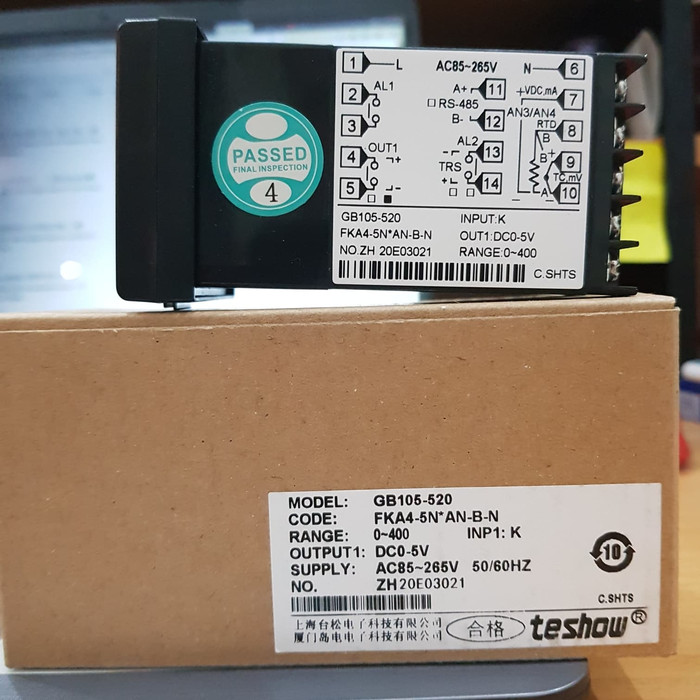 PASSED
FINAL INSPECTION
4
1 L AC85~265V N 6
2 AL1 A+ 11 +VDC,mA 7
3 RS-485 B- 12 AN3/AN4 RTD B 8
4 OUT1 + AL2 - 13 B+ 9
5 - TRS + 14 TC,mV A- 10
GB105-520 INPUT:K
FKA4-5N*AN-B-N OUT1:DC0-5V
NO.ZH 20E03021 RANGE:0~400
C.SHTS
MODEL: GB105-520
CODE: FKA4-5N*AN-B-N
RANGE: 0~400 INP1: K
OUTPUT1: DC0-5V
SUPPLY: AC85~265V 50/60HZ
NO. ZH20E03021
10
C.SHTS
上海台松电子科技有限公司
厦门岛电电子科技有限公司
合格
teshow®